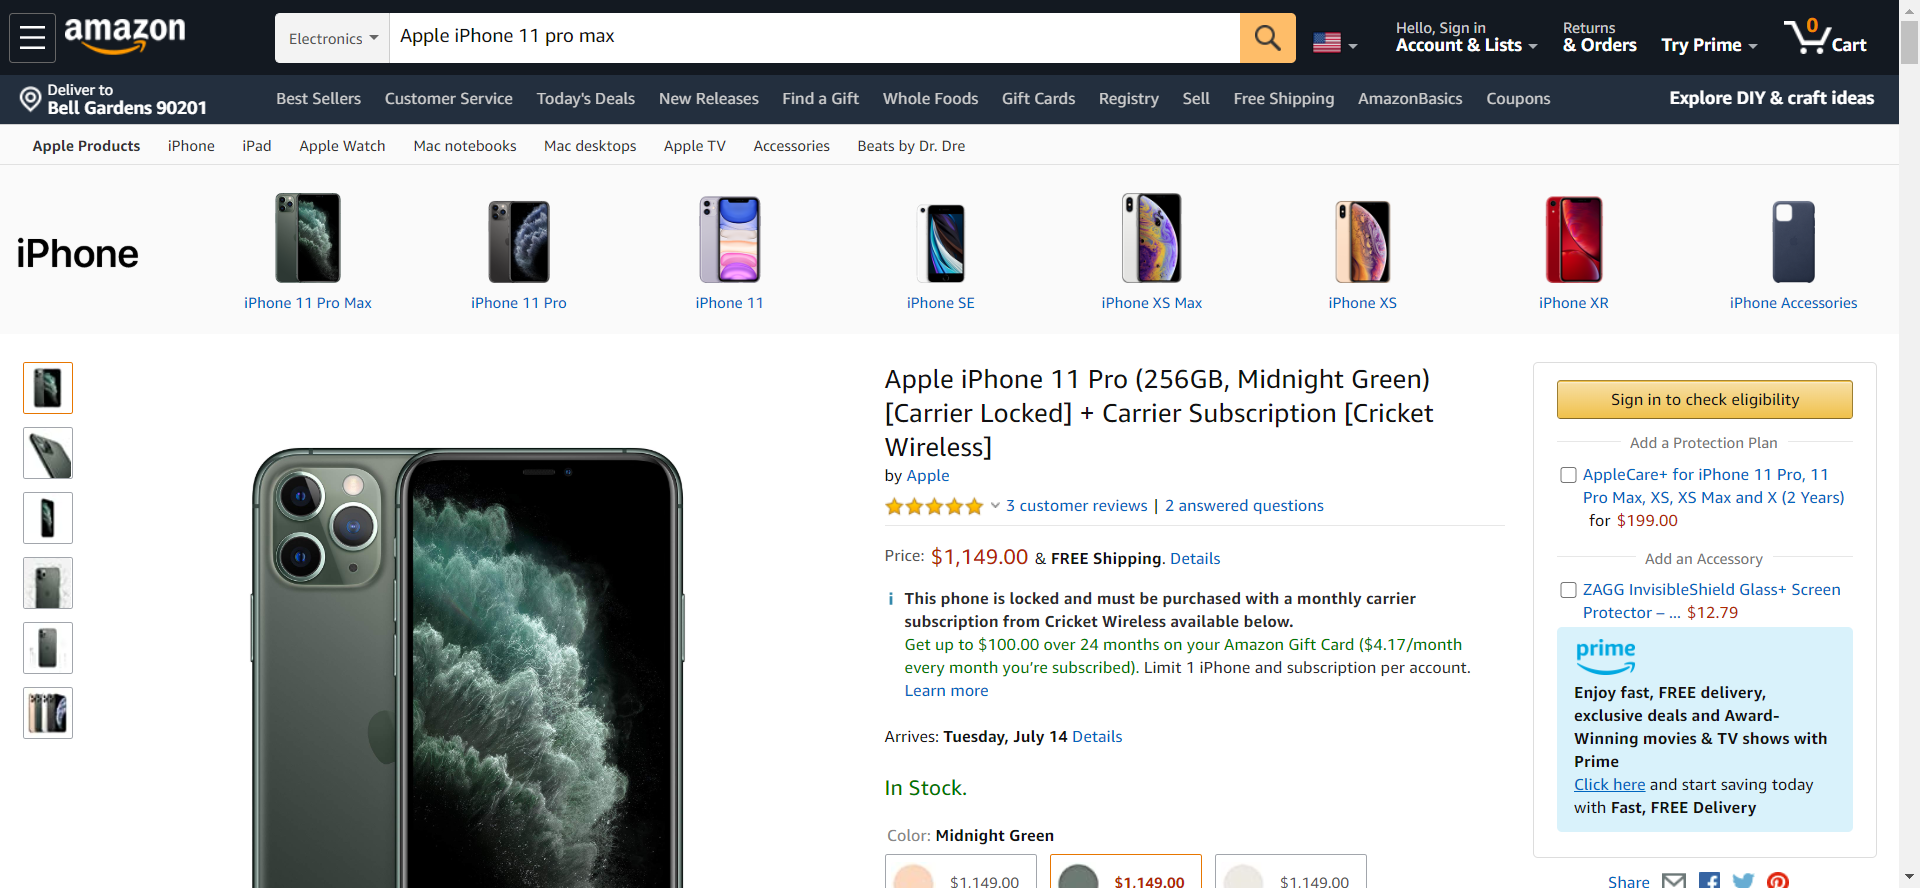 amazon
Electronics
Apple iPhone 11 pro max
Hello, Sign in
Account & Lists
Returns
& Orders
Try Prime
0
Cart
Deliver to
Bell Gardens 90201
Best Sellers
Customer Service
Today's Deals
New Releases
Find a Gift
Whole Foods
Gift Cards
Registry
Sell
Free Shipping
AmazonBasics
Coupons
Explore DIY & craft ideas
Apple Products
iPhone
iPad
Apple Watch
Mac notebooks
Mac desktops
Apple TV
Accessories
Beats by Dr. Dre
iPhone
iPhone 11 Pro Max
iPhone 11 Pro
iPhone 11
iPhone SE
iPhone XS Max
iPhone XS
iPhone XR
iPhone Accessories
Apple iPhone 11 Pro (256GB, Midnight Green)
[Carrier Locked] + Carrier Subscription [Cricket
Wireless]
by Apple
3 customer reviews | 2 answered questions
Price: $1,149.00 & FREE Shipping. Details
This phone is locked and must be purchased with a monthly carrier
subscription from Cricket Wireless available below.
Get up to $100.00 over 24 months on your Amazon Gift Card ($4.17/month
every month you're subscribed). Limit 1 iPhone and subscription per account.
Learn more
Arrives: Tuesday, July 14 Details
In Stock.
Color: Midnight Green
$1,149.00
$1,149.00
$1,149.00
Sign in to check eligibility
Add a Protection Plan
AppleCare+ for iPhone 11 Pro, 11
Pro Max, XS, XS Max and X (2 Years)
for $199.00
Add an Accessory
ZAGG InvisibleShield Glass+ Screen
Protector – ... $12.79
prime
Enjoy fast, FREE delivery,
exclusive deals and Award-
Winning movies & TV shows with
Prime
Click here and start saving today
with Fast, FREE Delivery
Share